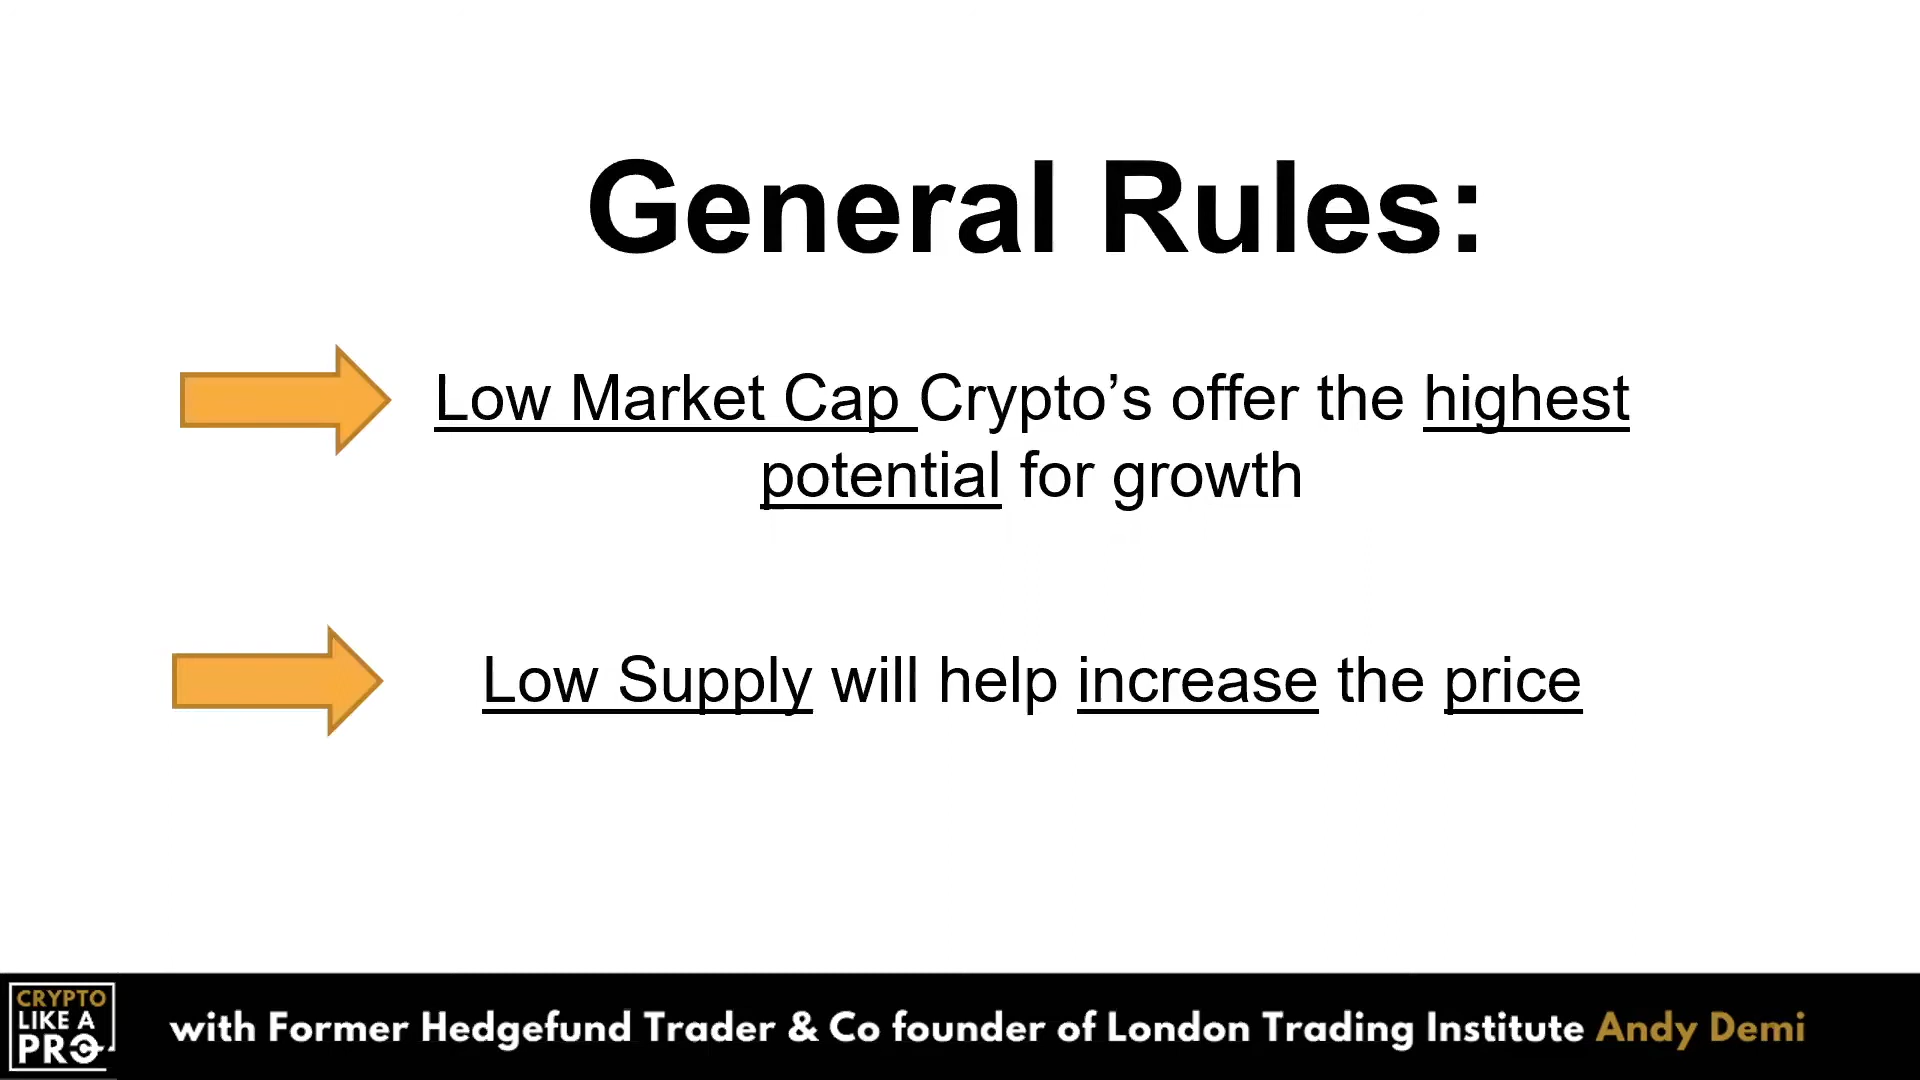 General Rules:
Low Market Cap Crypto’s offer the highest
potential for growth
Low Supply will help increase the price
CRYPTO
LIKE A
PRO
with Former Hedgefund Trader & Co founder of London Trading Institute Andy Demi